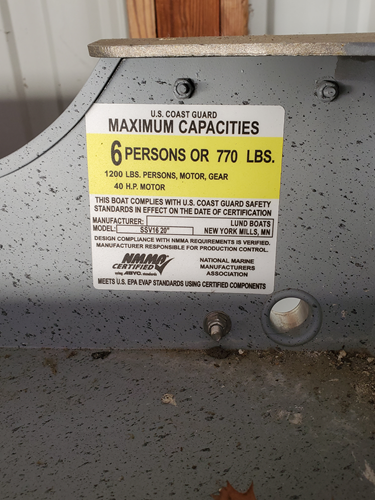 U.S. COAST GUARD
MAXIMUM CAPACITIES
6 PERSONS OR 770 LBS.
1200 LBS. PERSONS, MOTOR, GEAR
40 H.P. MOTOR
THIS BOAT COMPLIES WITH U.S. COAST GUARD SAFETY
STANDARDS IN EFFECT ON THE DATE OF CERTIFICATION
MANUFACTURER: LUND BOATS
MODEL: SSV16 20" NEW YORK MILLS, MN
DESIGN COMPLIANCE WITH NMMA REQUIREMENTS IS VERIFIED.
MANUFACTURER RESPONSIBLE FOR PRODUCTION CONTROL.
NMMA
CERTIFIED
using ABYC standards
NATIONAL MARINE
MANUFACTURERS
ASSOCIATION
MEETS U.S. EPA EVAP STANDARDS USING CERTIFIED COMPONENTS